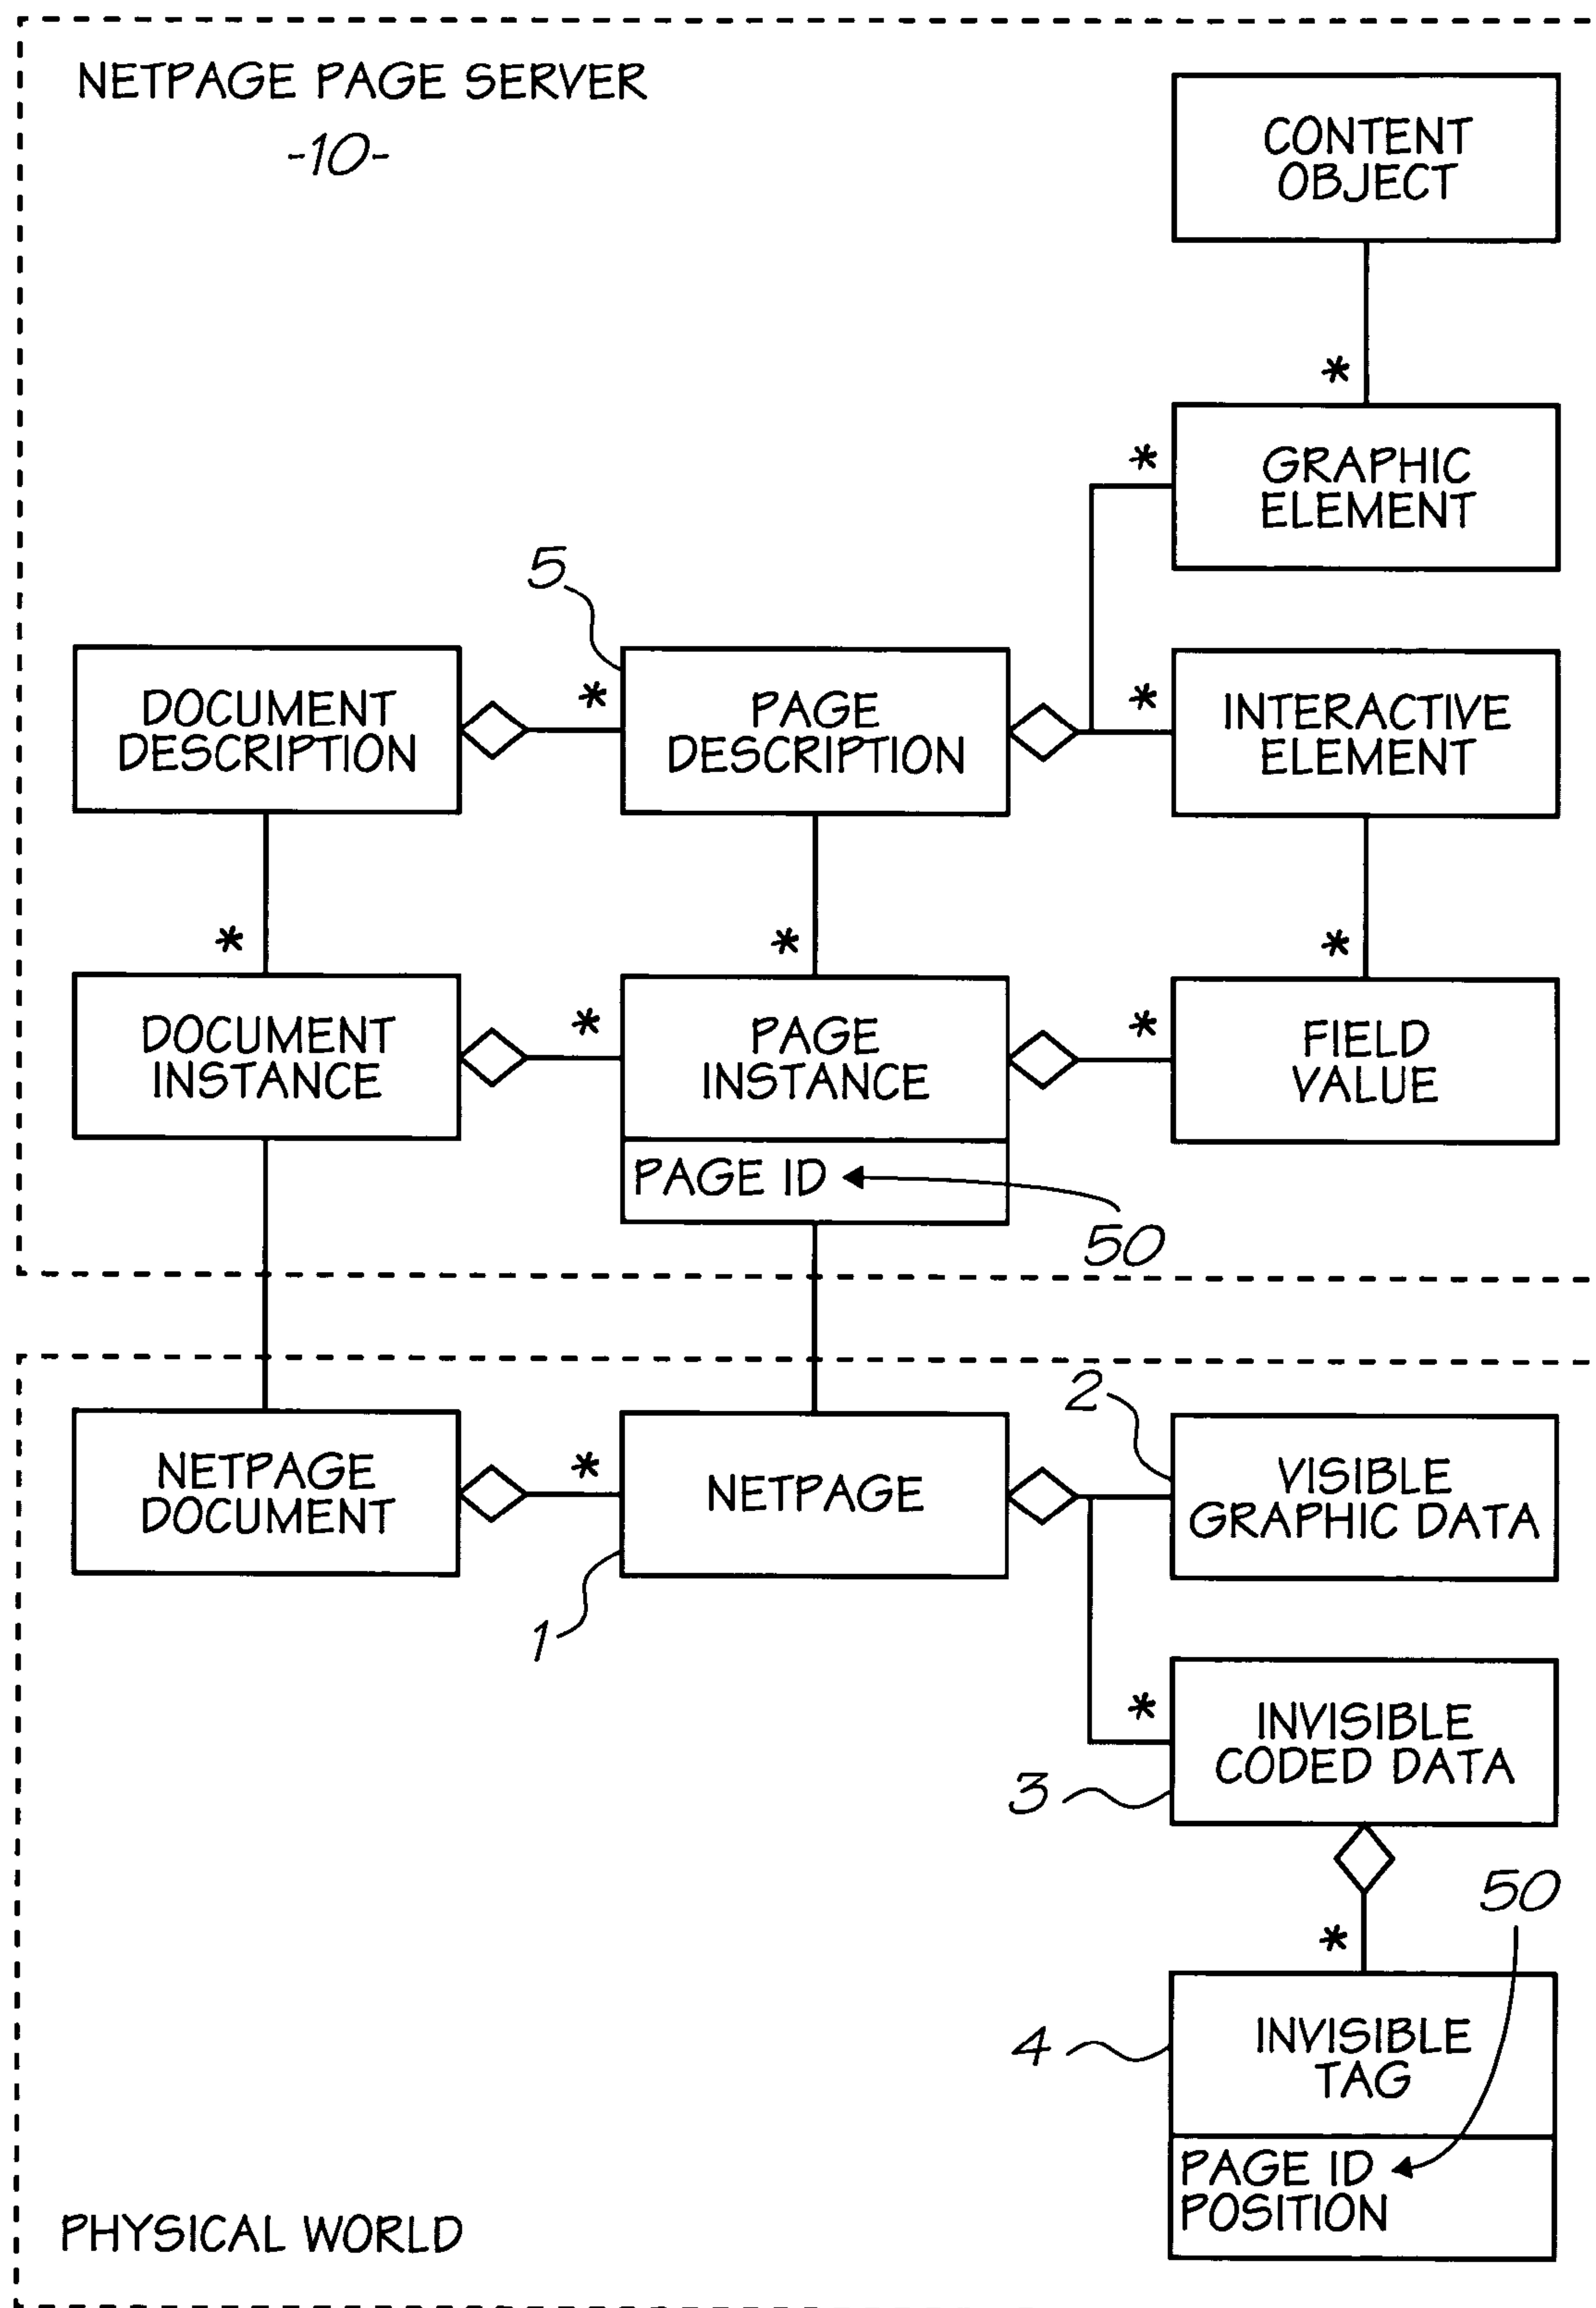 NETPAGE PAGE SERVER
-10-
CONTENT
OBJECT
*
*
GRAPHIC
ELEMENT
5
DOCUMENT
DESCRIPTION
*
PAGE
DESCRIPTION
*
INTERACTIVE
ELEMENT
*
*
*
DOCUMENT
INSTANCE
*
PAGE
INSTANCE
*
FIELD
VALUE
PAGE ID
50
2
NETPAGE
DOCUMENT
*
NETPAGE
VISIBLE
GRAPHIC DATA
1
*
INVISIBLE
CODED DATA
3
50
*
4
INVISIBLE
TAG
PAGE ID
POSITION
PHYSICAL WORLD